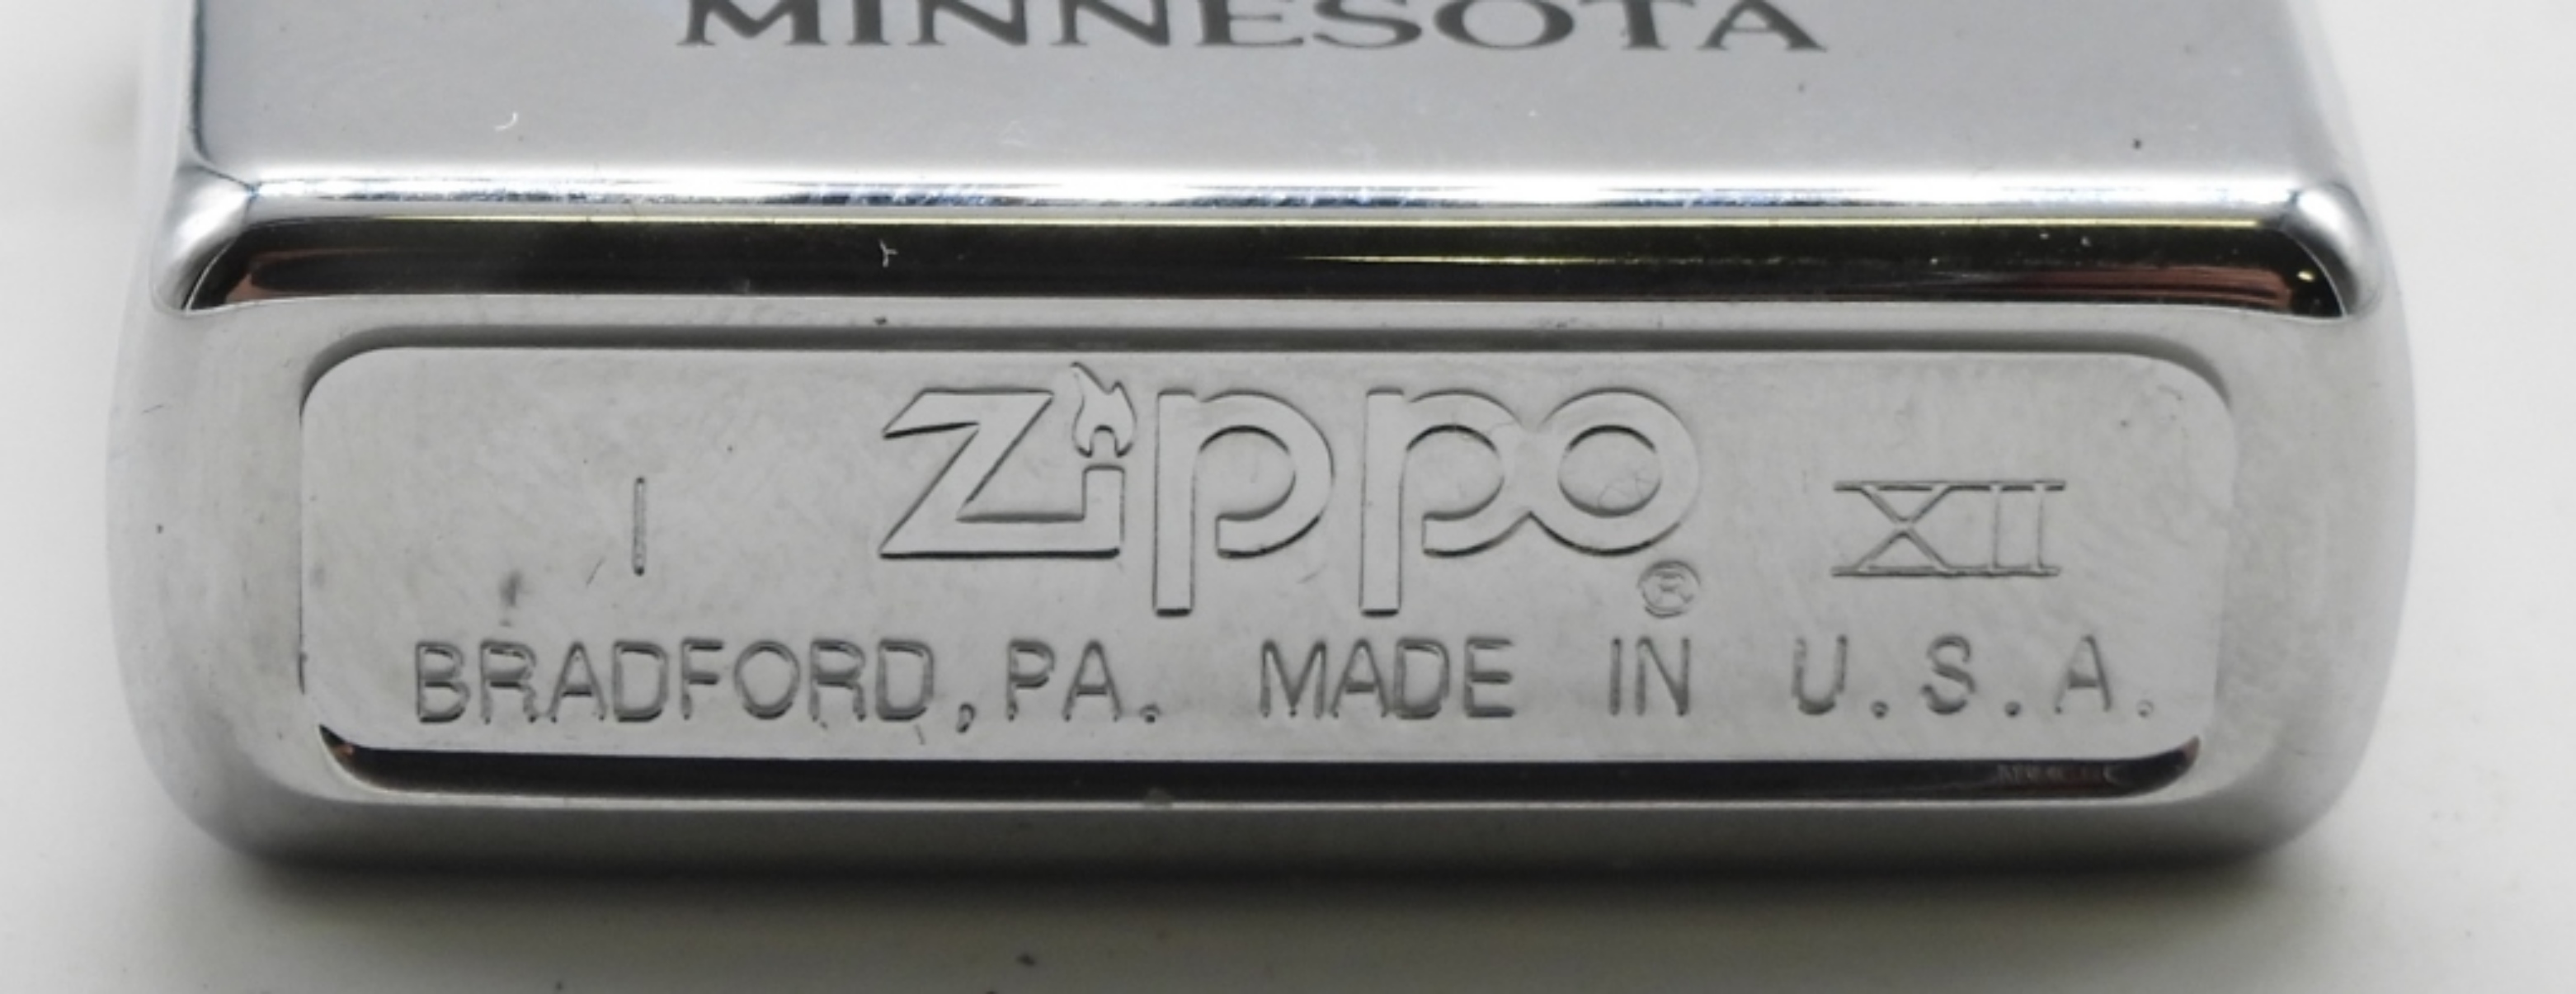 MINNESOTA
I Zippo® XII
BRADFORD, PA. MADE IN U.S.A.